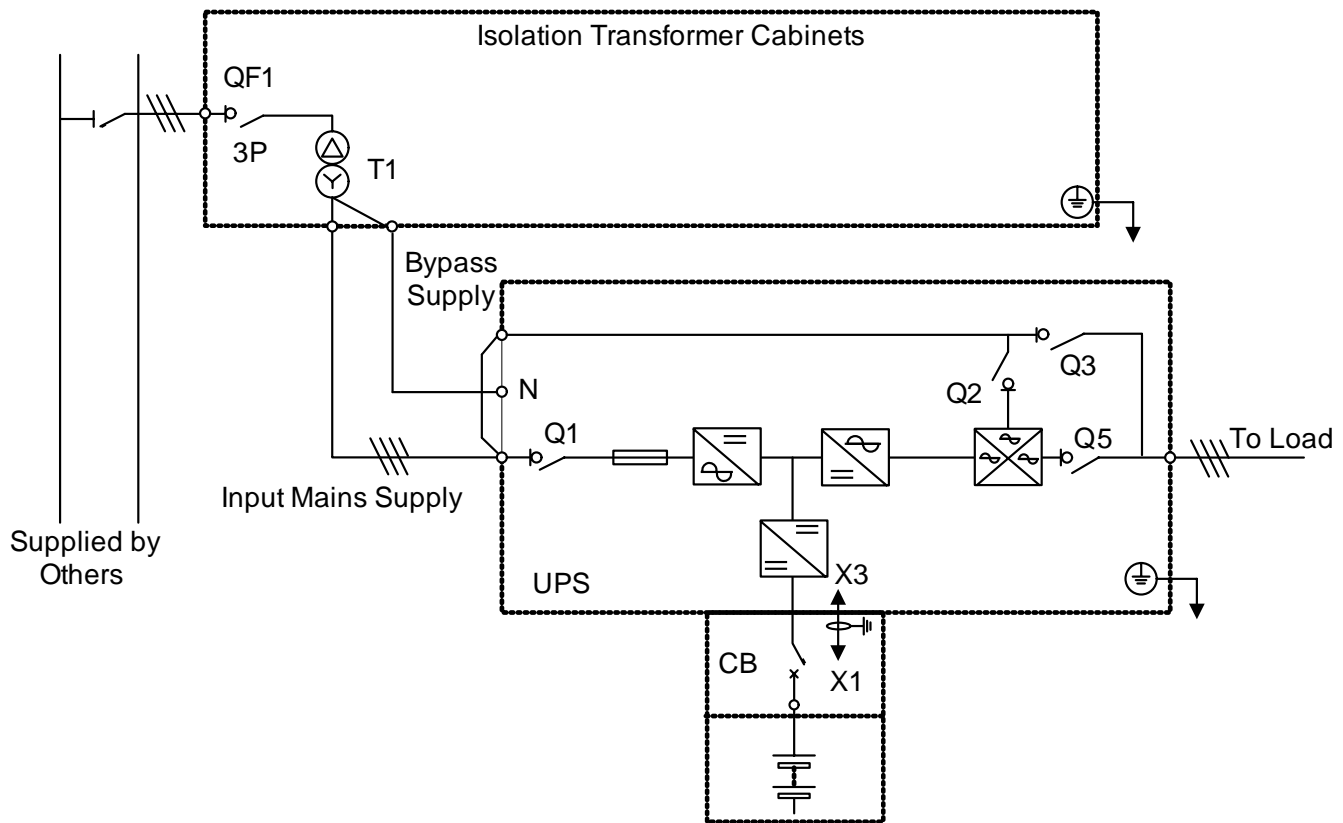 Isolation Transformer Cabinets
QF1
3P
T1
Bypass
Supply
N
Q3
Q2
Q1
Q5
To Load
Input Mains Supply
Supplied by
Others
UPS
X3
CB
X1